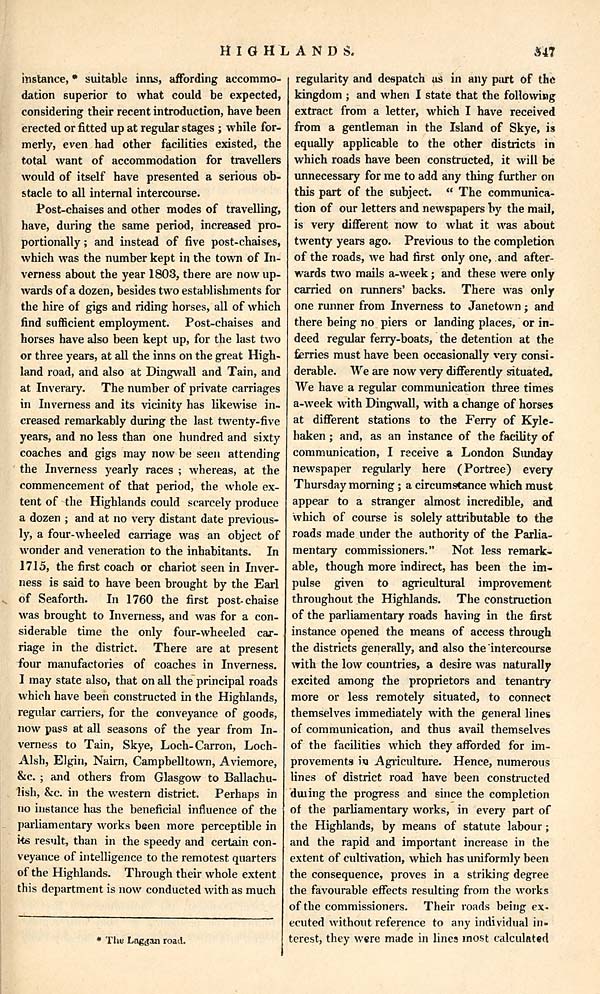 HIGHLANDS.
547
instance,* suitable inns, affording accommo-
dation superior to what could be expected,
considering their recent introduction, have been
erected or fitted up at regular stages ; while for-
merly, even had other facilities existed, the
total want of accommodation for travellers
would of itself have presented a serious ob-
stacle to all internal intercourse.
Post-chaises and other modes of travelling,
have, during the same period, increased pro-
portionally ; and instead of five post-chaises,
which was the number kept in the town of In-
verness about the year 1803, there are now up-
wards of a dozen, besides two establishments for
the hire of gigs and riding horses, all of which
find sufficient employment. Post-chaises and
horses have also been kept up, for the last two
or three years, at all the inns on the great High-
land road, and also at Dingwall and Tain, and
at Inverary. The number of private carriages
in Inverness and its vicinity has likewise in-
creased remarkably during the last twenty-five
years, and no less than one hundred and sixty
coaches and gigs may now be seen attending
the Inverness yearly races ; whereas, at the
commencement of that period, the whole ex-
tent of the Highlands could scarcely produce
a dozen ; and at no very distant date previous-
ly, a four-wheeled carriage was an object of
wonder and veneration to the inhabitants. In
1715, the first coach or chariot seen in Inver-
ness is said to have been brought by the Earl
of Seaforth. In 1760 the first post-chaise
was brought to Inverness, and was for a con-
siderable time the only four-wheeled car-
riage in the district. There are at present
four manufactories of coaches in Inverness.
I may state also, that on all the principal roads
which have been constructed in the Highlands,
regular carriers, for the conveyance of goods,
now pass at all seasons of the year from In-
verness to Tain, Skye, Loch-Carron, Loch-
Alsh, Elgin, Nairn, Campbelltown, Aviemore,
&c. ; and others from Glasgow to Ballachu-
lish, &c. in the western district. Perhaps in
no instance has the beneficial influence of the
parliamentary works been more perceptible in
its result, than in the speedy and certain con-
veyance of intelligence to the remotest quarters
of the Highlands. Through their whole extent
this department is now conducted with as much
* The Laggan road.
regularity and despatch as in any part of the
kingdom ; and when I state that the following
extract from a letter, which I have received
from a gentleman in the Island of Skye, is
equally applicable to the other districts in
which roads have been constructed, it will be
unnecessary for me to add any thing further on
this part of the subject. “ The communica-
tion of our letters and newspapers by the mail,
is very different now to what it was about
twenty years ago. Previous to the completion
of the roads, we had first only one, and after-
wards two mails a-week ; and these were only
carried on runners' backs. There was only
one runner from Inverness to Janetown ; and
there being no piers or landing places, or in-
deed regular ferry-boats, the detention at the
ferries must have been occasionally very consi-
derable. We are now very differently situated.
We have a regular communication three times
a-week with Dingwall, with a change of horses
at different stations to the Ferry of Kyle-
haken ; and, as an instance of the facility of
communication, I receive a London Sunday
newspaper regularly here (Portree) every
Thursday morning ; a circumstance which must
appear to a stranger almost incredible, and
which of course is solely attributable to the
roads made under the authority of the Parlia-
mentary commissioners.” Not less remark-
able, though more indirect, has been the im-
pulse given to agricultural improvement
throughout the Highlands. The construction
of the parliamentary roads having in the first
instance opened the means of access through
the districts generally, and also the intercourse
with the low countries, a desire was naturally
excited among the proprietors and tenantry
more or less remotely situated, to connect
themselves immediately with the general lines
of communication, and thus avail themselves
of the facilities which they afforded for im-
provements in Agriculture. Hence, numerous
lines of district road have been constructed
during the progress and since the completion
of the parliamentary works, in every part of
the Highlands, by means of statute labour ;
and the rapid and important increase in the
extent of cultivation, which has uniformly been
the consequence, proves in a striking degree
the favourable effects resulting from the works
of the commissioners. Their roads being ex-
ecuted without reference to any individual in-
terest, they were made in lines most calculated